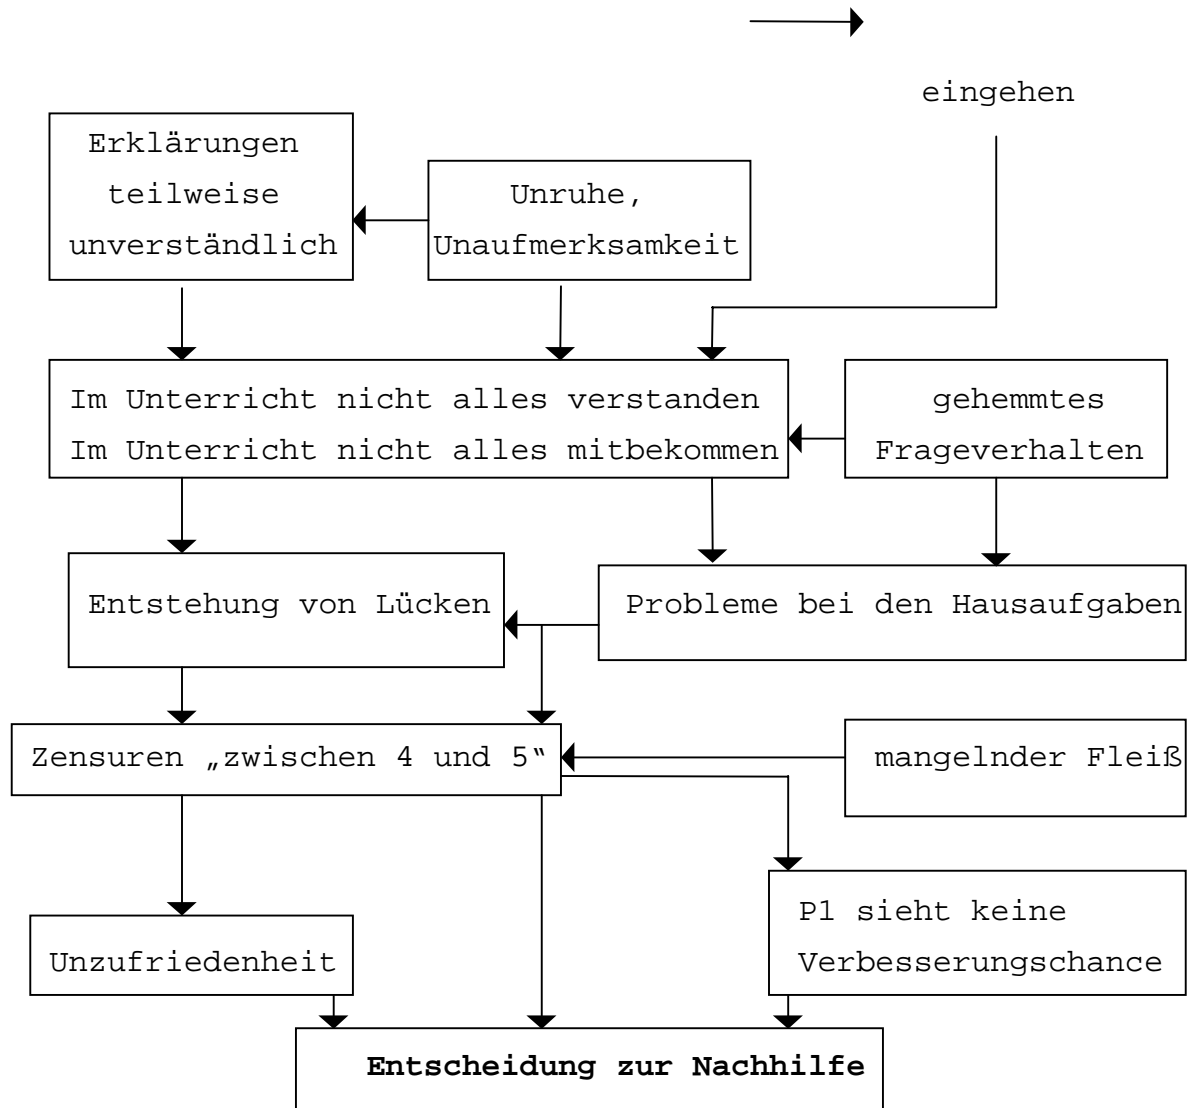 eingehen
Erklärungen
teilweise
unverständlich
Unruhe,
Unaufmerksamkeit
Im Unterricht nicht alles verstanden
Im Unterricht nicht alles mitbekommen
gehemmtes
Frageverhalten
Entstehung von Lücken
Probleme bei den Hausaufgaben
Zensuren „zwischen 4 und 5“
mangelnder Fleiß
P1 sieht keine
Verbesserungschance
Unzufriedenheit
Entscheidung zur Nachhilfe